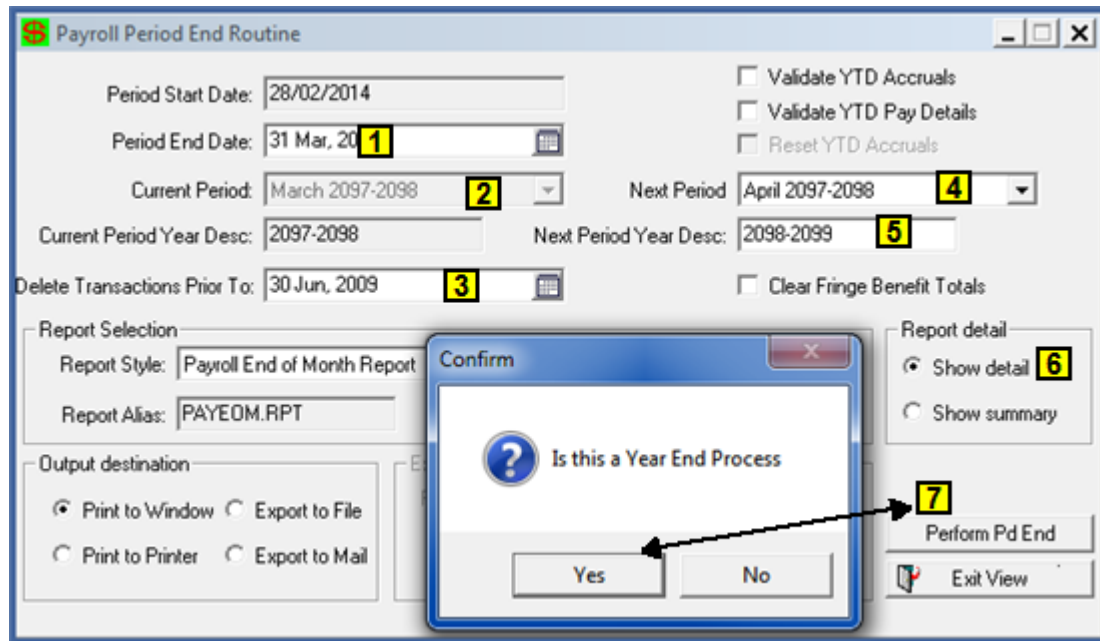 Payroll Period End Routine
Period Start Date: 28/02/2014
Validate YTD Accruals
Validate YTD Pay Details
Period End Date: 31 Mar, 20 1
Reset YTD Accruals
Current Period: March 2097-2098 2
Next Period April 2097-2098 4
Current Period Year Desc: 2097-2098
Next Period Year Desc: 2098-2099 5
Delete Transactions Prior To: 30 Jun, 2009 3
Clear Fringe Benefit Totals
Report Selection
Report Style: Payroll End of Month Report
Report Alias: PAYEOM.RPT
Confirm
Is this a Year End Process
Yes No
Report detail
Show detail 6
Show summary
Output destination
Print to Window Export to File
Print to Printer Export to Mail
7
Perform Pd End
Exit View